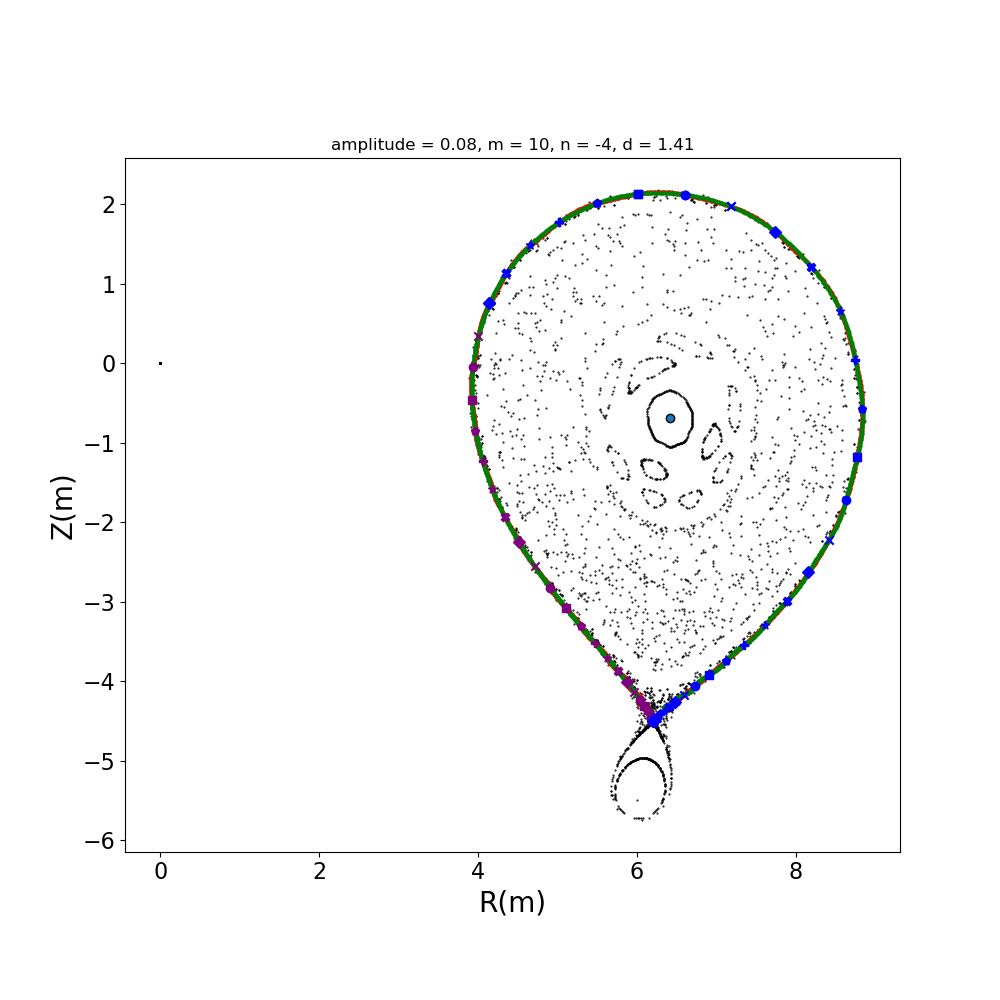 amplitude = 0.08, m = 10, n = -4, d = 1.41
2
1
0
−1
−2
−3
−4
−5
−6
Z(m)
0 2 4 6 8
R(m)